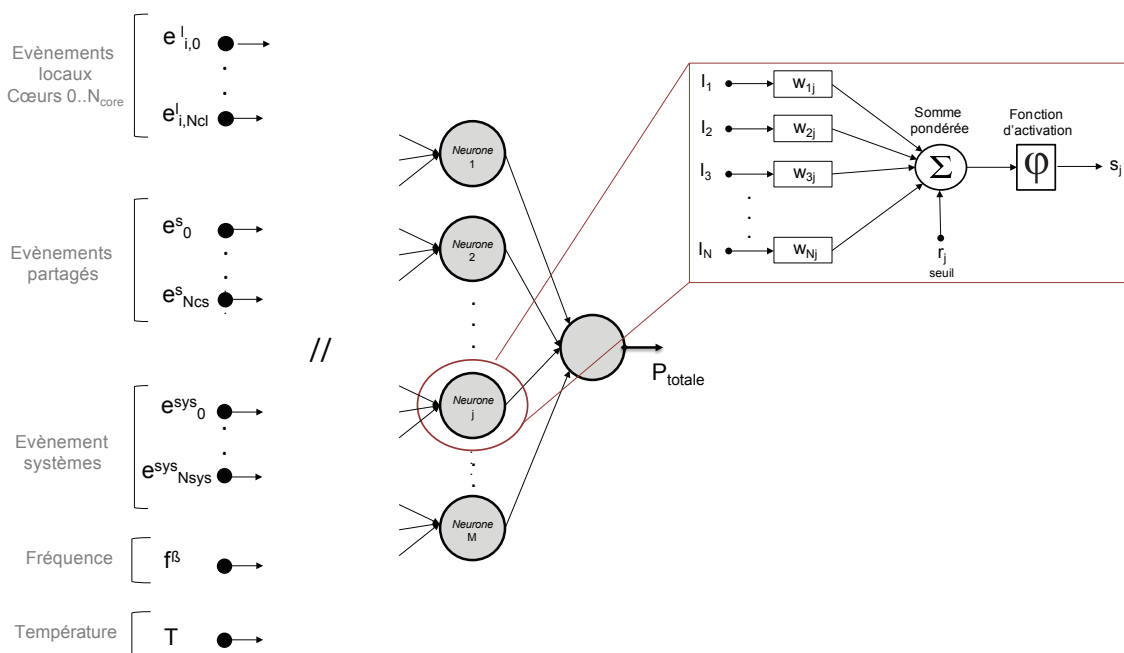 Evènements
locaux
Cœurs 0..N_core
e^l_i,0
e^l_i,Ncl
Evènements
partagés
e^s_0
e^s_Ncs
Evènement
systèmes
e^sys_0
e^sys_Nsys
Fréquence
f^ß
Température
T
//
Neurone
1
Neurone
2
Neurone
j
Neurone
M
P_totale
I_1
w_1j
I_2
w_2j
I_3
w_3j
I_N
w_Nj
Somme
pondérée
Σ
r_j
seuil
Fonction
d'activation
φ
s_j